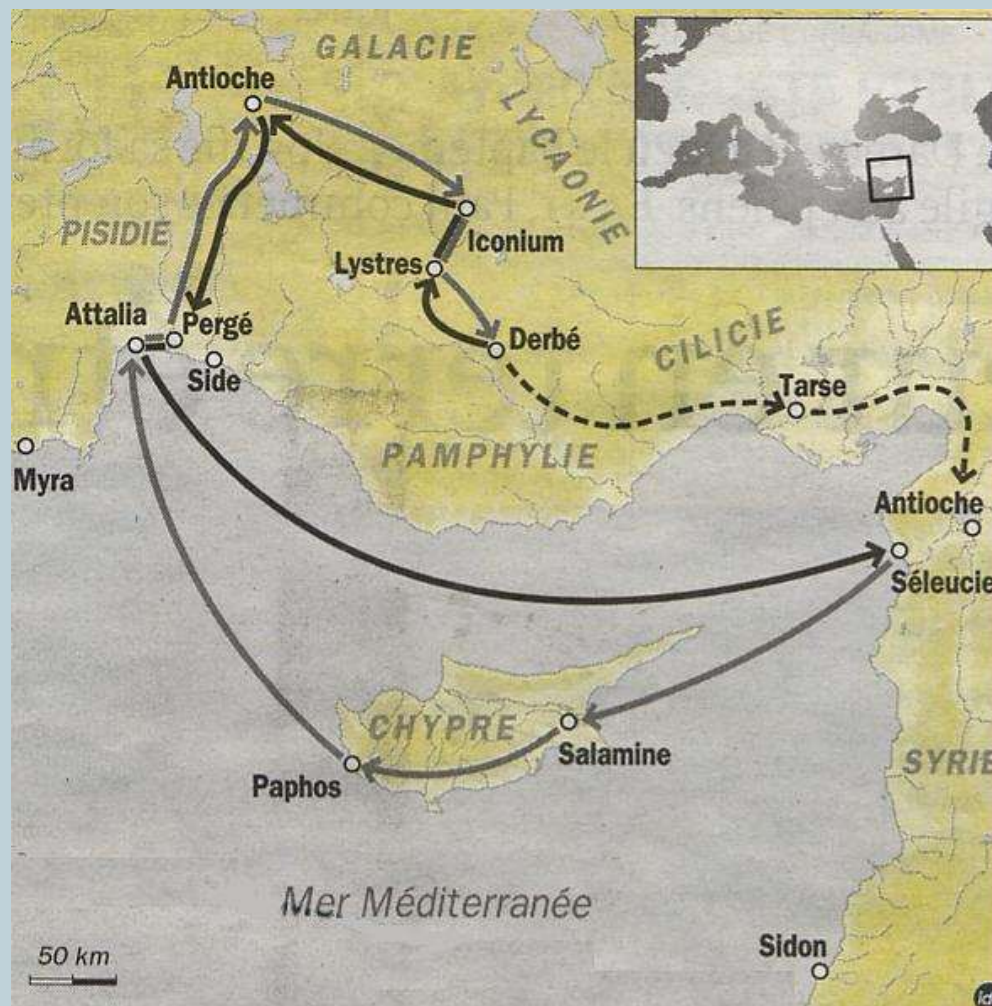 GALACIE
Antioche
LYCAONIE
PISIDIE
Iconium
Lystres
Attalia
Pergé
Derbé
CILICIE
Side
Tarse
PAMPHYLIE
Myra
Antioche
Séleucie
CHYPRE
Salamine
SYRIE
Paphos
Mer Méditerranée
50 km
Sidon